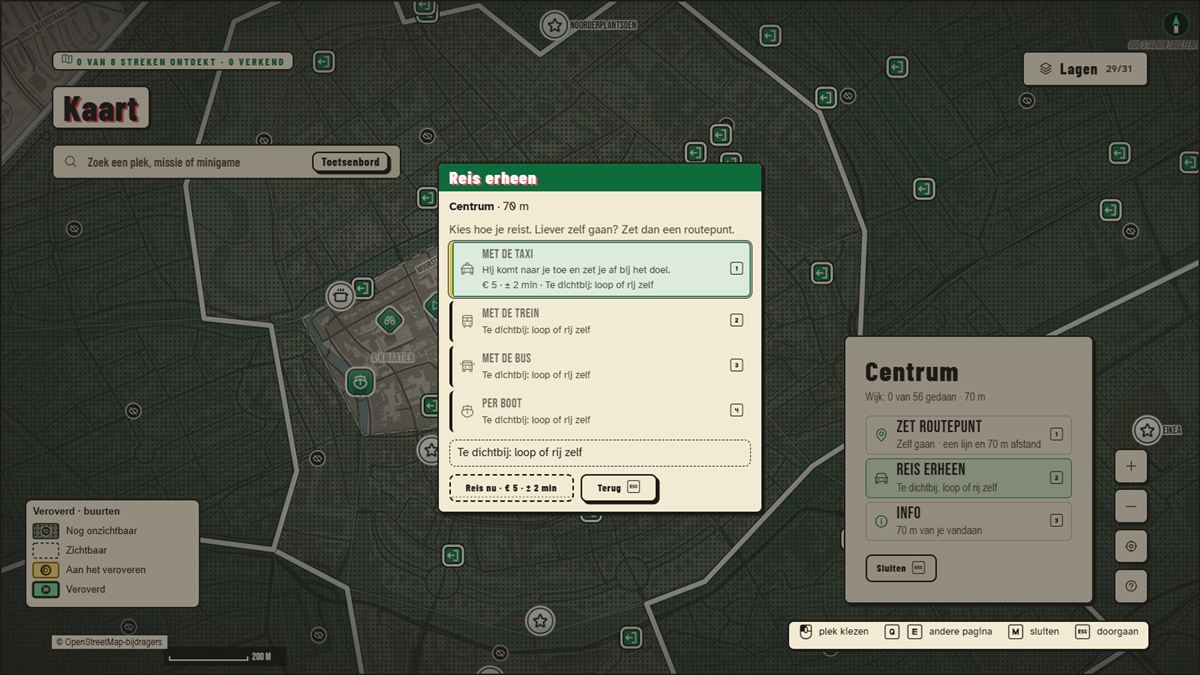 NOORDERPLANTSOEN
0 VAN 8 STREKEN ONTDEKT · 0 VERKEND
Lagen 29/31
Kaart
Zoek een plek, missie of minigame
Toetsenbord
Reis erheen
Centrum · 70 m
Kies hoe je reist. Liever zelf gaan? Zet dan een routepunt.
MET DE TAXI
Hij komt naar je toe en zet je af bij het doel.
€ 5 · ± 2 min · Te dichtbij: loop of rij zelf
1
MET DE TREIN
Te dichtbij: loop of rij zelf
2
MET DE BUS
Te dichtbij: loop of rij zelf
3
PER BOOT
Te dichtbij: loop of rij zelf
4
Te dichtbij: loop of rij zelf
Reis nu · € 5 · ± 2 min
Terug ESC
A-KWARTIER
Centrum
Wijk: 0 van 56 gedaan · 70 m
ZET ROUTEPUNT
Zelf gaan · een lijn en 70 m afstand
1
REIS ERHEEN
Te dichtbij: loop of rij zelf
2
INFO
70 m van je vandaan
3
Sluiten ESC
EIKEA
Veroverd · buurten
Nog onzichtbaar
Zichtbaar
Aan het veroveren
Veroverd
© OpenStreetMap-bijdragers
200 M
plek kiezen Q E andere pagina M sluiten ESC doorgaan